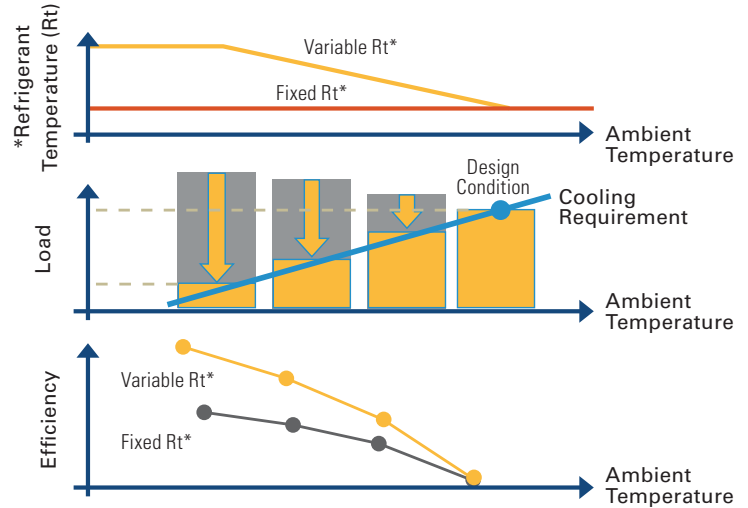 *Refrigerant
Temperature (Rt)
Variable Rt*
Fixed Rt*
Ambient
Temperature
Load
Design
Condition
Cooling
Requirement
Ambient
Temperature
Efficiency
Variable Rt*
Fixed Rt*
Ambient
Temperature